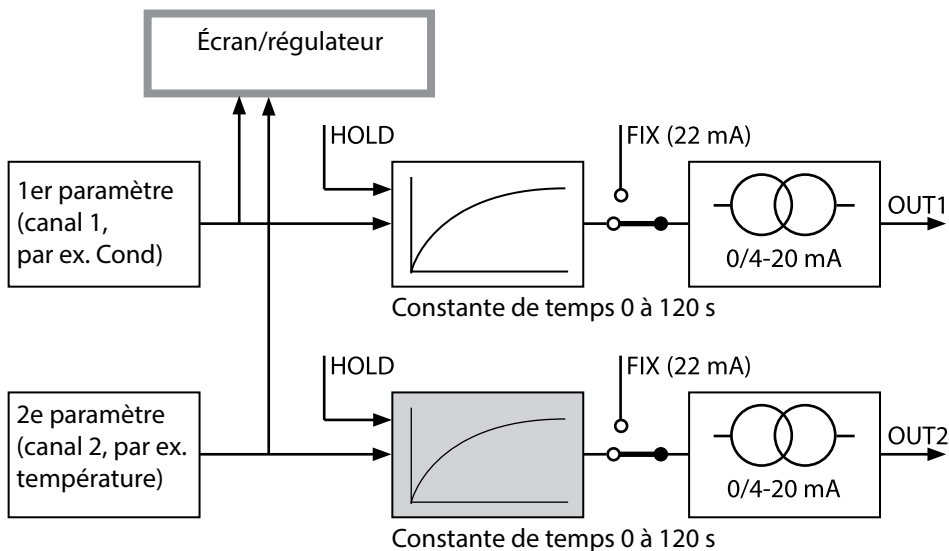 Écran/régulateur
HOLD
FIX (22 mA)
1er paramètre
(canal 1,
par ex. Cond)
OUT1
0/4-20 mA
Constante de temps 0 à 120 s
HOLD
FIX (22 mA)
2e paramètre
(canal 2, par ex.
température)
OUT2
0/4-20 mA
Constante de temps 0 à 120 s